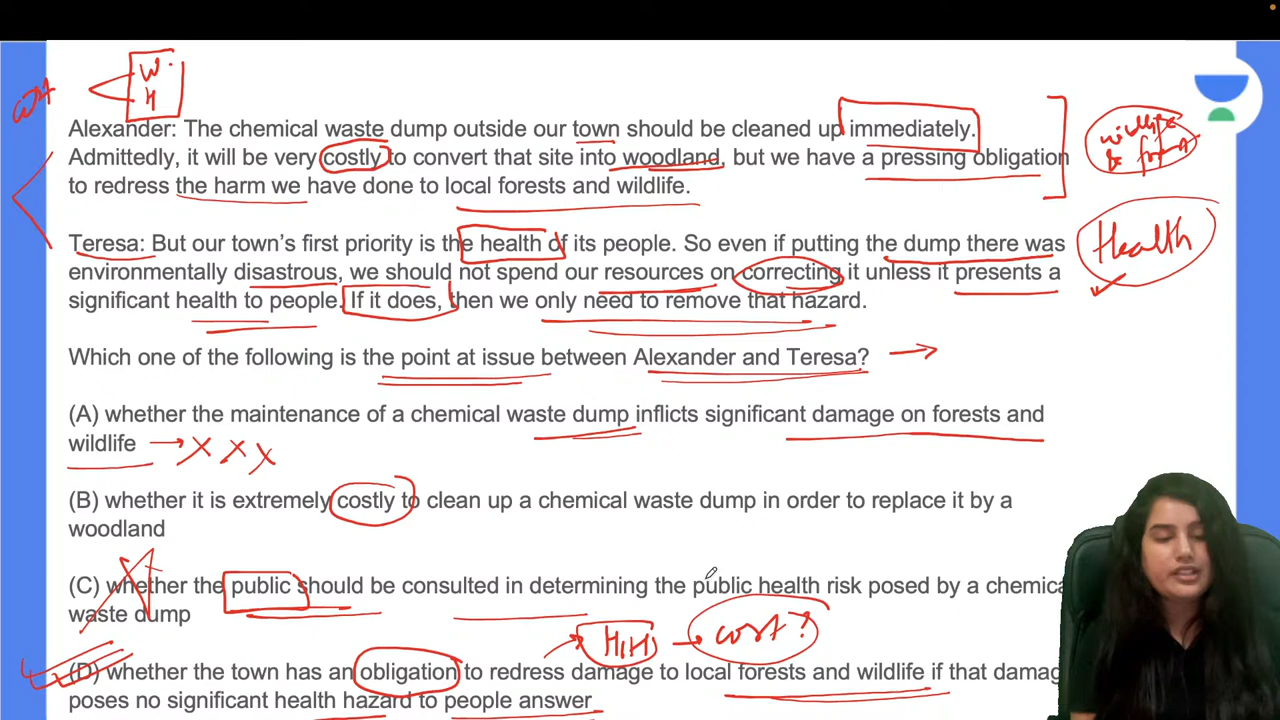 W.
H
cost
Alexander: The chemical waste dump outside our town should be cleaned up immediately.
Admittedly, it will be very costly to convert that site into woodland, but we have a pressing obligation
to redress the harm we have done to local forests and wildlife.
wildlife
&
Teresa: But our town's first priority is the health of its people. So even if putting the dump there was
environmentally disastrous, we should not spend our resources on correcting it unless it presents a
significant health to people. If it does, then we only need to remove that hazard.
Health
Which one of the following is the point at issue between Alexander and Teresa?
(A) whether the maintenance of a chemical waste dump inflicts significant damage on forests and
wildlife
(B) whether it is extremely costly to clean up a chemical waste dump in order to replace it by a
woodland
(C) whether the public should be consulted in determining the public health risk posed by a chemica
waste dump
cost?
(D) whether the town has an obligation to redress damage to local forests and wildlife if that damag
poses no significant health hazard to people answer